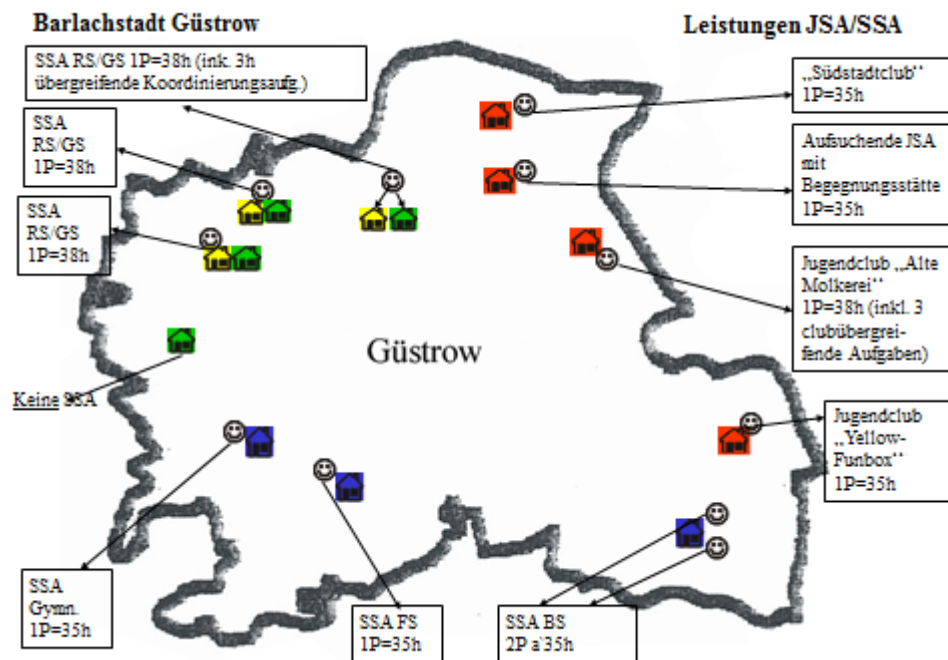 Barlachstadt Güstrow
Leistungen JSA/SSA
SSA RS/GS 1P=38h (ink. 3h
übergreifende Koordinierungsaufg.)
SSA
RS/GS
1P=38h
SSA
RS/GS
1P=38h
Keine SSA
Güstrow
„Südstadtclub“
1P=35h
Aufsuchende JSA
mit
Begegnungsstätte
1P=35h
Jugendclub „Alte
Molkerei“
1P=38h (inkl. 3
clubübergrei-
fende Aufgaben)
Jugendclub
„Yellow-
Funbox“
1P=35h
SSA
Gymn.
1P=35h
SSA FS
1P=35h
SSA BS
2P a`35h